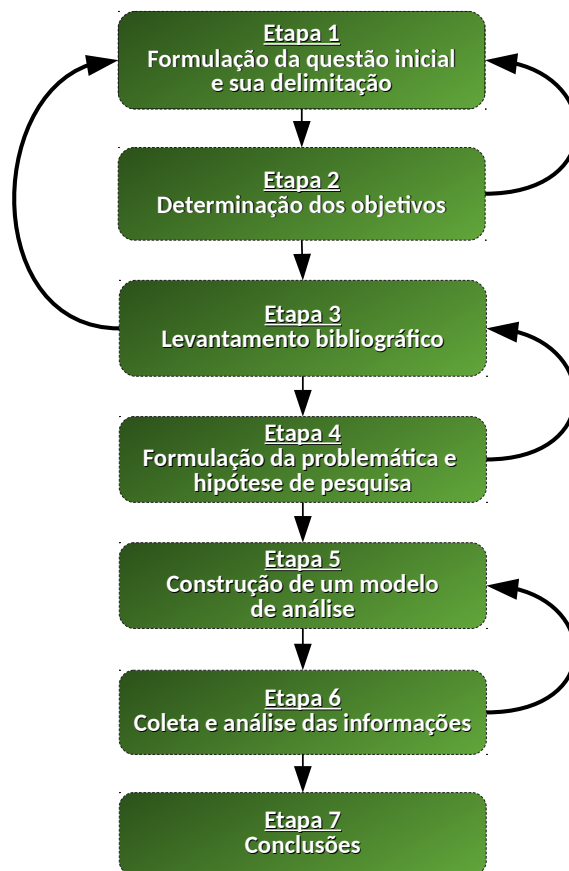 Etapa 1
Formulação da questão inicial
e sua delimitação
Etapa 2
Determinação dos objetivos
Etapa 3
Levantamento bibliográfico
Etapa 4
Formulação da problemática e
hipótese de pesquisa
Etapa 5
Construção de um modelo
de análise
Etapa 6
Coleta e análise das informações
Etapa 7
Conclusões